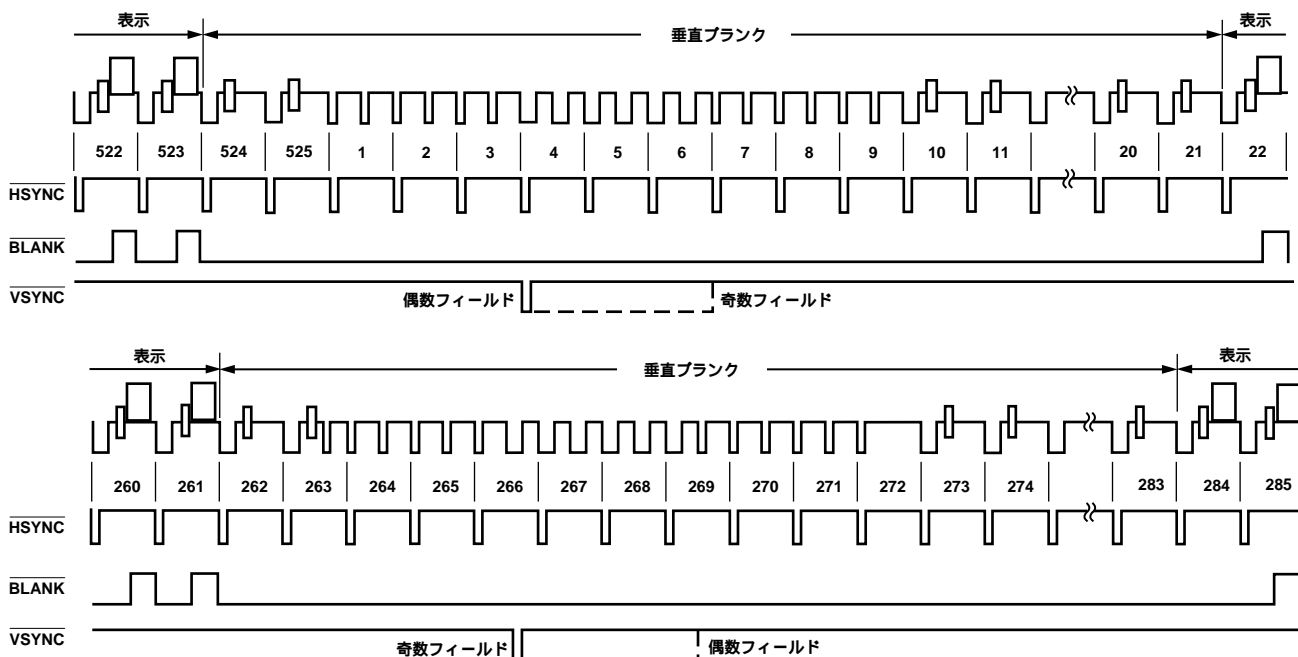 表示 垂直ブランク 表示
522 523 524 525 1 2 3 4 5 6 7 8 9 10 11 20 21 22
HSYNC
BLANK
VSYNC
偶数フィールド 奇数フィールド
表示 垂直ブランク 表示
260 261 262 263 264 265 266 267 268 269 270 271 272 273 274 283 284 285
HSYNC
BLANK
VSYNC
奇数フィールド 偶数フィールド